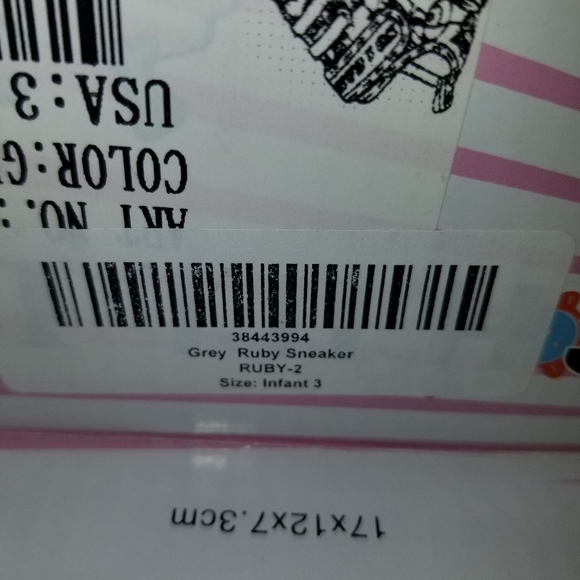 USA: 3
COLOR:G
ART NO.
38443994
Grey Ruby Sneaker
RUBY-2
Size: Infant 3
17x12x7.3cm